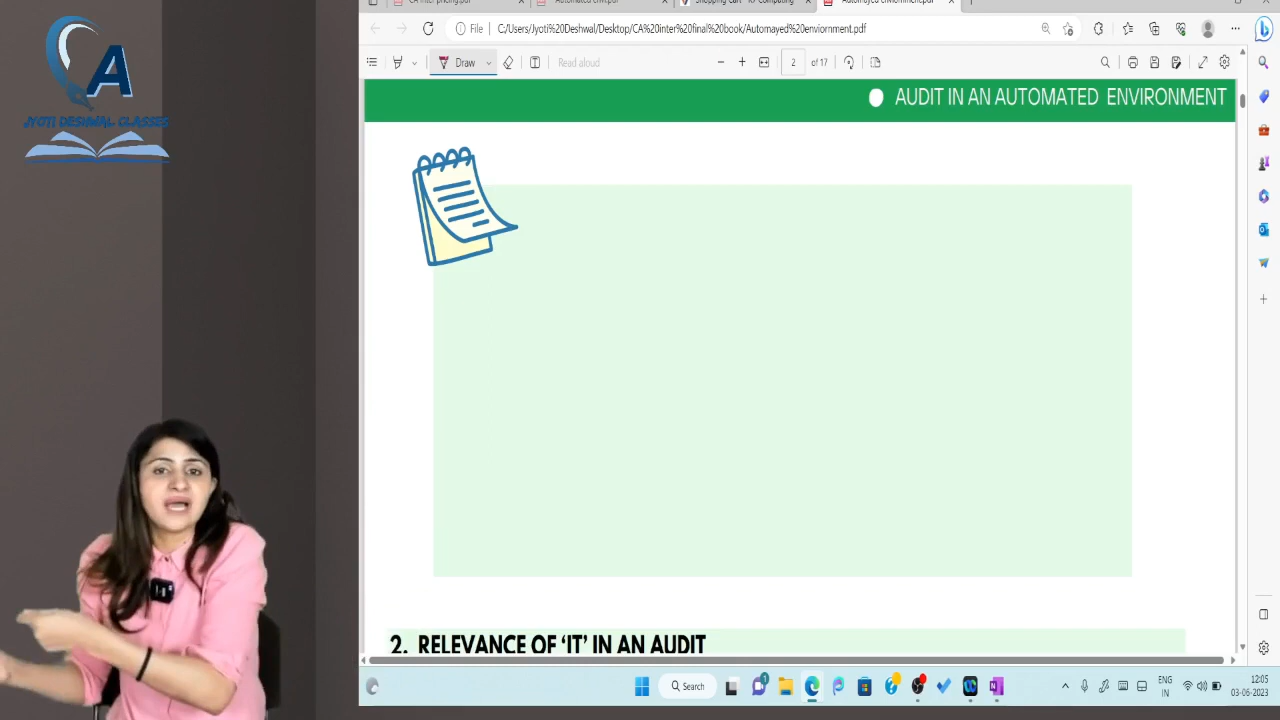 CA
JYOTI DESHWAL CLASSES
File
C:/Users/Jyoti%20Deshwal/Desktop/CA%20inter%20final%20book/Automayed%20enviornment.pdf
Draw
Read aloud
2
of 17
AUDIT IN AN AUTOMATED ENVIRONMENT
2. RELEVANCE OF ‘IT’ IN AN AUDIT
Search
1
ENG
IN
12:05
03-06-2023